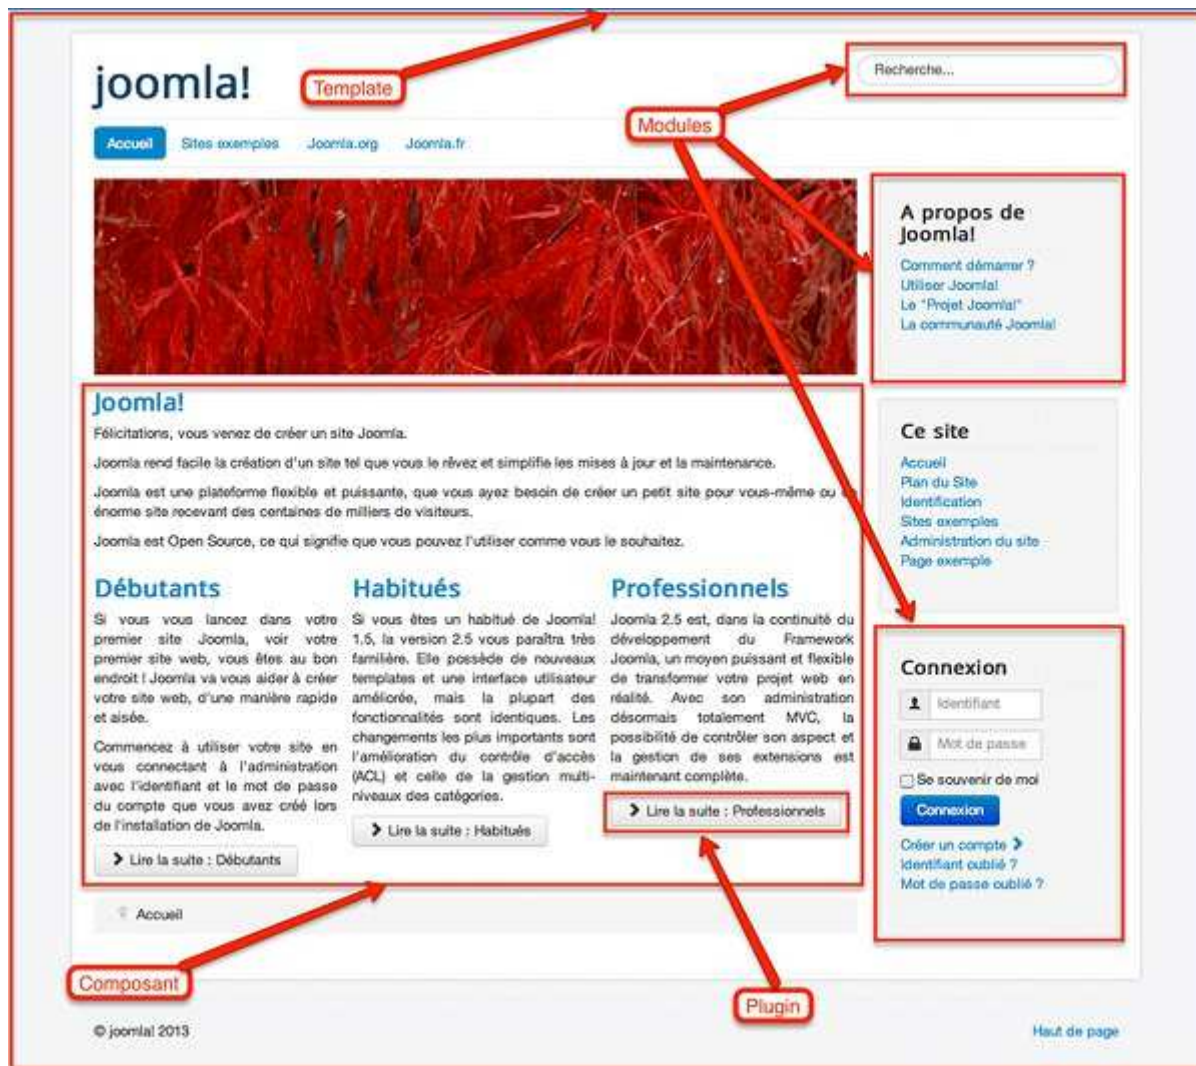 joomla!
Template
Recherche...
Modules
Accueil
Sites exemples
Joomla.org
Joomla.fr
A propos de
Joomla!
Comment démarrer ?
Utiliser Joomla!
Le "Projet Joomla!"
La communauté Joomla!
Joomla!
Félicitations, vous venez de créer un site Joomla.
Joomla rend facile la création d'un site tel que vous le rêvez et simplifie les mises à jour et la maintenance.
Joomla est une plateforme flexible et puissante, que vous ayez besoin de créer un petit site pour vous-même ou
énorme site recevant des centaines de milliers de visiteurs.
Joomla est Open Source, ce qui signifie que vous pouvez l'utiliser comme vous le souhaitez.
Débutants
Si vous vous lancez dans votre
premier site Joomla, voir votre
premier site web, vous êtes au bon
endroit ! Joomla va vous aider à créer
votre site web, d'une manière rapide
et aisée.
Commencez à utiliser votre site en
vous connectant à l'administration
avec l'identifiant et le mot de passe
du compte que vous avez créé lors
de l'installation de Joomla.
Lire la suite : Débutants
Habitués
Si vous êtes un habitué de Joomla!
1.5, la version 2.5 vous paraîtra très
familière. Elle possède de nouveaux
templates et une interface utilisateur
améliorée, mais la plupart des
fonctionnalités sont identiques. Les
changements les plus importants sont
l'amélioration du contrôle d'accès
(ACL) et celle de la gestion multi-
niveaux des catégories.
Lire la suite : Habitués
Professionnels
Joomla 2.5 est, dans la continuité du
développement du Framework
Joomla, un moyen puissant et flexible
de transformer votre projet web en
réalité. Avec son administration
désormais totalement MVC, la
possibilité de contrôler son aspect et
la gestion de ses extensions est
maintenant complète.
Lire la suite : Professionnels
Ce site
Accueil
Plan du Site
Identification
Sites exemples
Administration du site
Page exemple
Connexion
Identifiant
Mot de passe
Se souvenir de moi
Connexion
Créer un compte
Identifiant oublié ?
Mot de passe oublié ?
Accueil
Composant
Plugin
© joomla! 2013
Haut de page